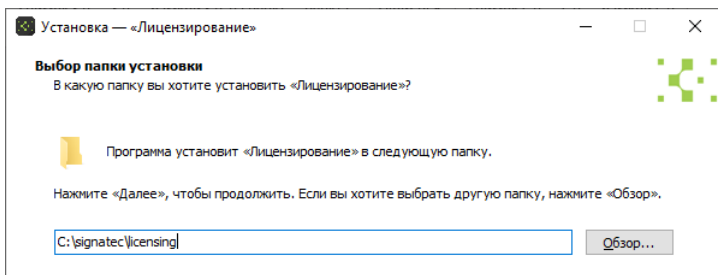 Установка — «Лицензирование»
Выбор папки установки
В какую папку вы хотите установить «Лицензирование»?
Программа установит «Лицензирование» в следующую папку.
Нажмите «Далее», чтобы продолжить. Если вы хотите выбрать другую папку, нажмите «Обзор».
C:\signatec\licensing
Обзор...